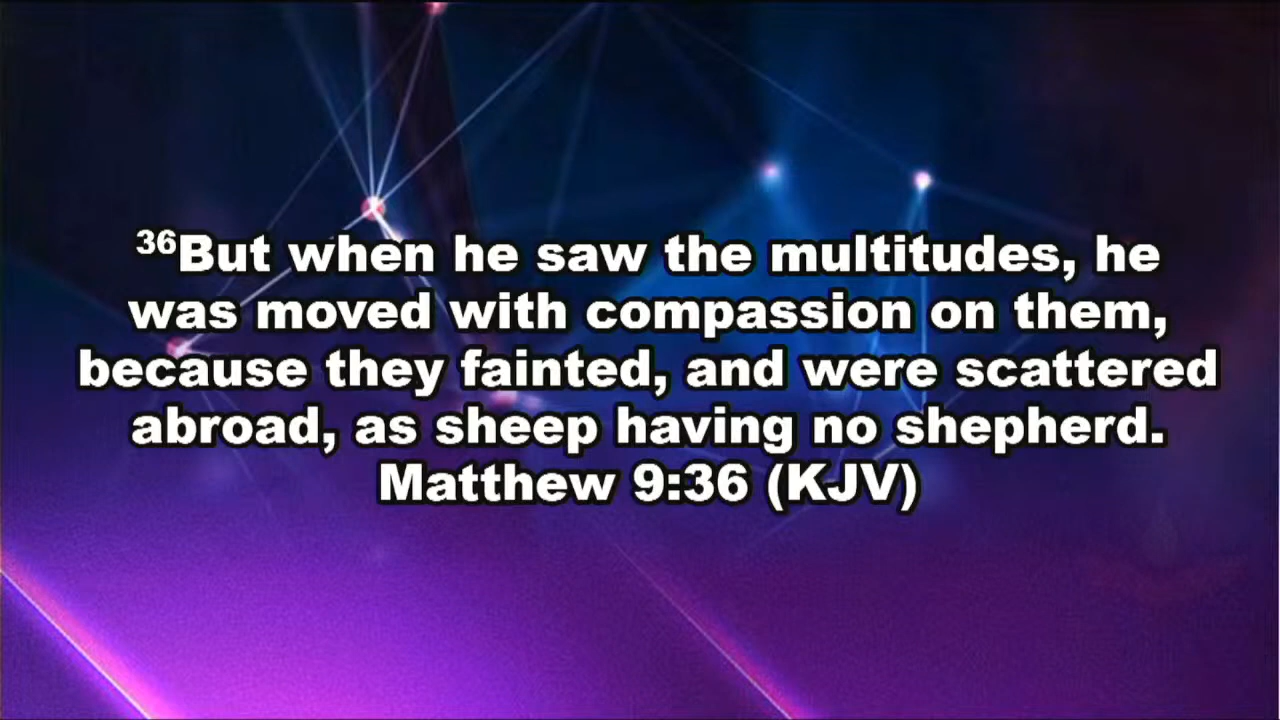 ³⁶But when he saw the multitudes, he
was moved with compassion on them,
because they fainted, and were scattered
abroad, as sheep having no shepherd.
Matthew 9:36 (KJV)